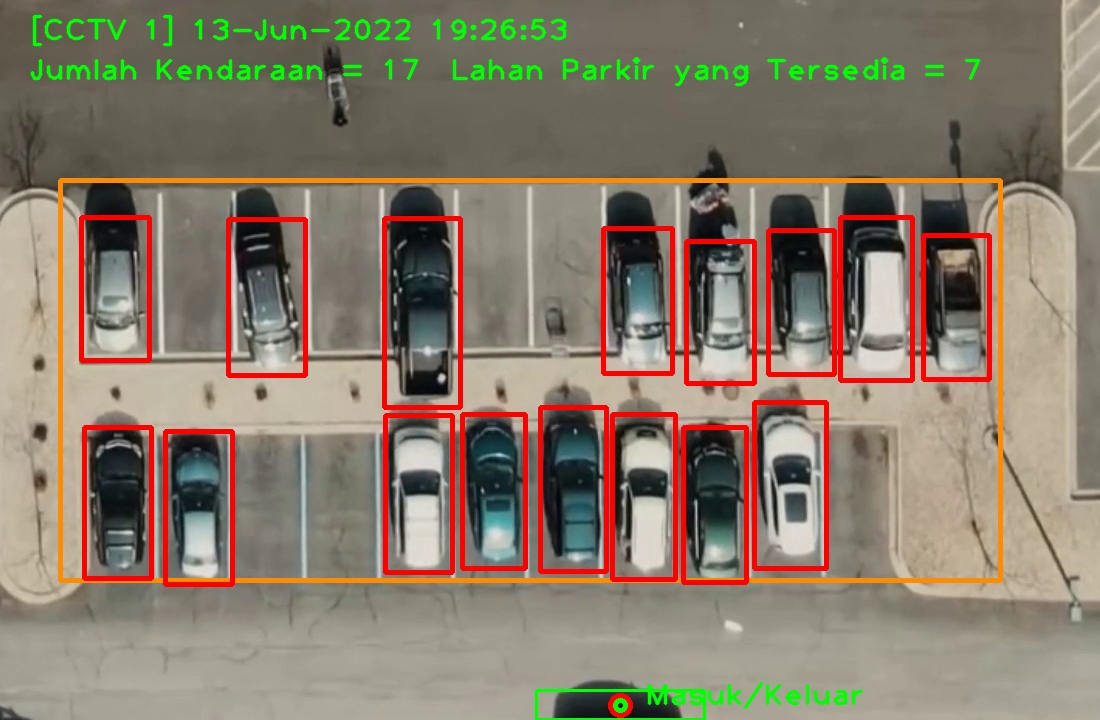 [CCTV 1] 13-Jun-2022 19:26:53
Jumlah Kendaraan = 17 Lahan Parkir yang Tersedia = 7
Masuk/Keluar